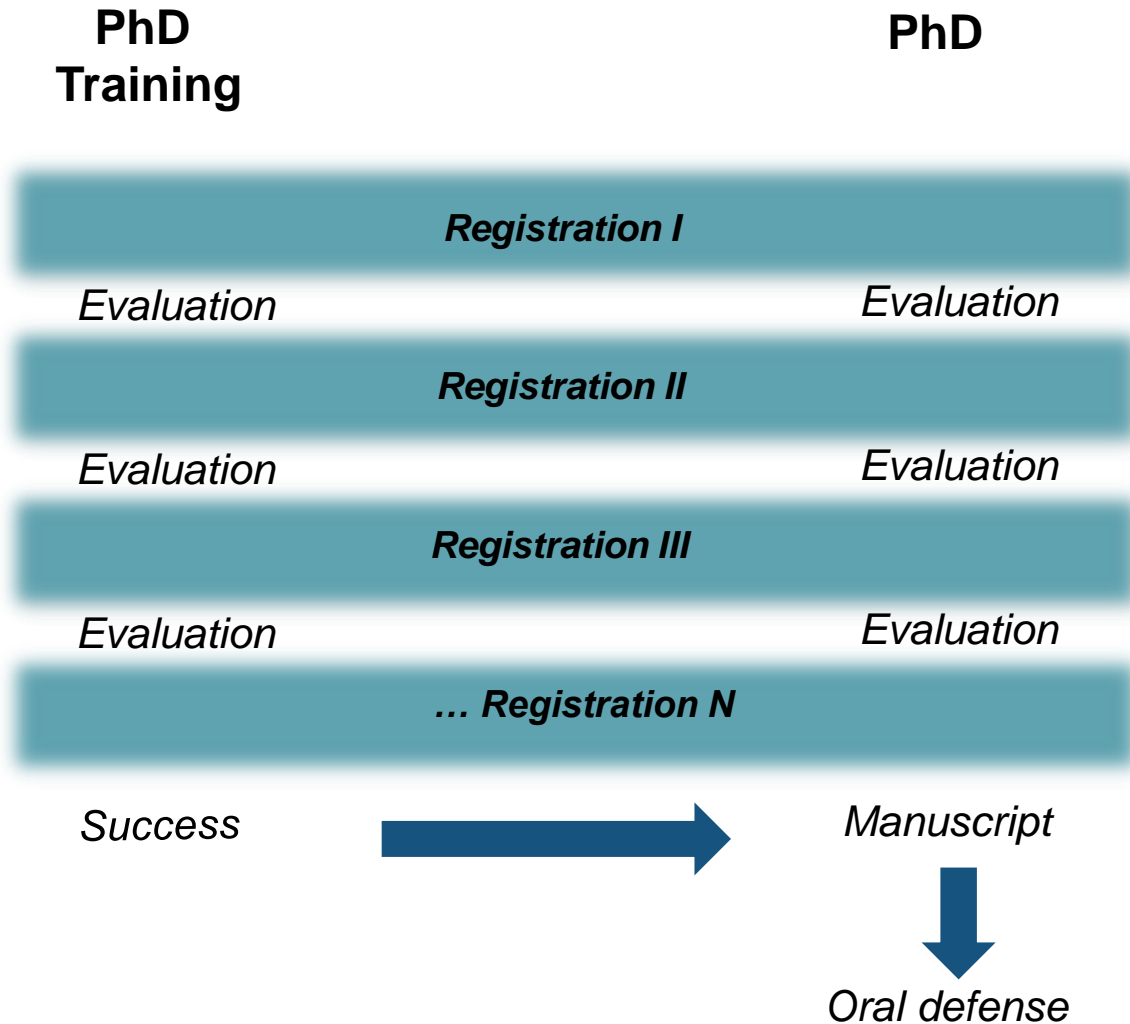 PhD
Training
PhD
Registration I
Evaluation
Evaluation
Registration II
Evaluation
Evaluation
Registration III
Evaluation
Evaluation
… Registration N
Success
Manuscript
Oral defense